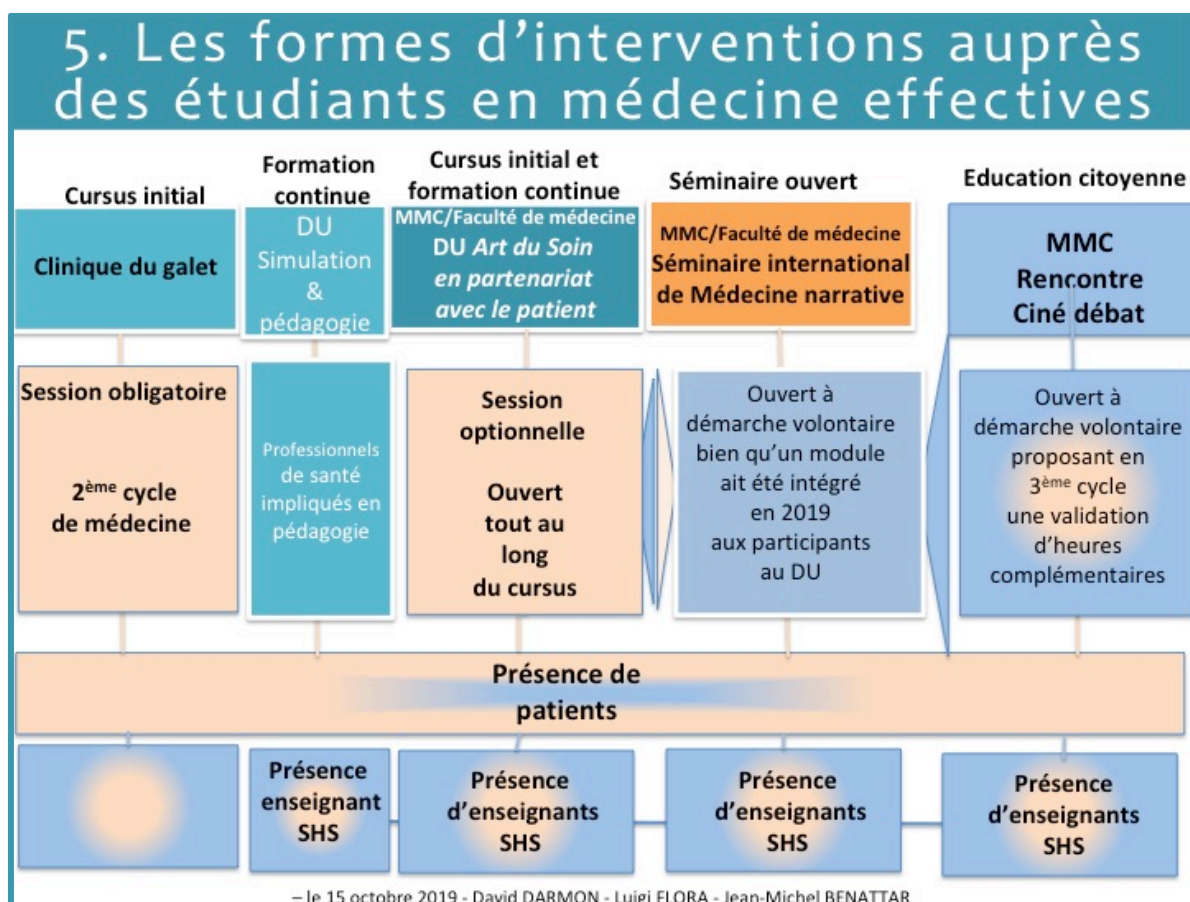 5. Les formes d'interventions auprès
des étudiants en médecine effectives
Cursus initial
Clinique du galet
Session obligatoire
2ème cycle
de médecine
Formation
continue
DU
Simulation
&
pédagogie
Professionnels
de santé
impliqués en
pédagogie
Cursus initial et
formation continue
MMC/Faculté de médecine
DU Art du Soin
en partenariat
avec le patient
Session
optionnelle
Ouvert
tout au
long
du cursus
Séminaire ouvert
MMC/Faculté de médecine
Séminaire international
de Médecine narrative
Ouvert à
démarche volontaire
bien qu'un module
ait été intégré
en 2019
aux participants
au DU
Education citoyenne
MMC
Rencontre
Ciné débat
Ouvert à
démarche volontaire
proposant en
3ème cycle
une validation
d'heures
complémentaires
Présence de
patients
Présence
enseignant
SHS
Présence
d'enseignants
SHS
Présence
d'enseignants
SHS
Présence
d'enseignants
SHS
– le 15 octobre 2019 - David DARMON - Luigi FLORA - Jean-Michel BENATTAR